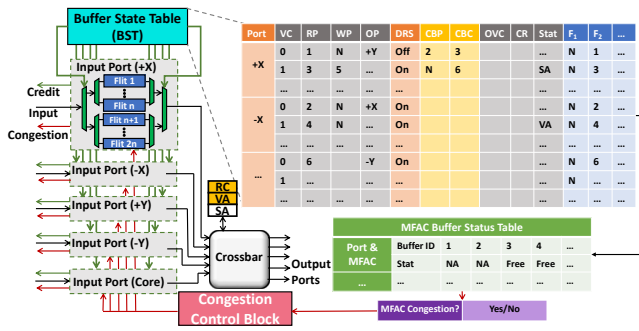 Buffer State Table
(BST)
Input Port (+X)
Flit 1
...
Flit n
Flit n+1
...
Flit 2n
Credit
Input
Congestion
Input Port (-X)
Input Port (+Y)
Input Port (-Y)
Input Port (Core)
RC
VA
SA
Crossbar
Output
Ports
Congestion
Control Block
Port VC RP WP OP DRS CBP CBC OVC CR Stat F1 F2 ...
+X
0 1 N +Y Off 2 3 ... N 1 ...
1 3 5 ... On N 6 SA N 3 ...
... ... ... ... ... ... ... ... ...
-X
0 2 N +X On ... N 2 ...
1 4 N ... On VA N 4 ...
... ... ... ... ... ... ... ... ...
...
0 6 -Y On ... N 6 ...
1 ... ... ... ... N ...
... ... ... ... ... ... ... ... ...
MFAC Buffer Status Table
Port &
MFAC
Buffer ID 1 2 3 4 ...
Stat NA NA Free Free ...
... ... ... ... ... ... ...
MFAC Congestion? Yes/No